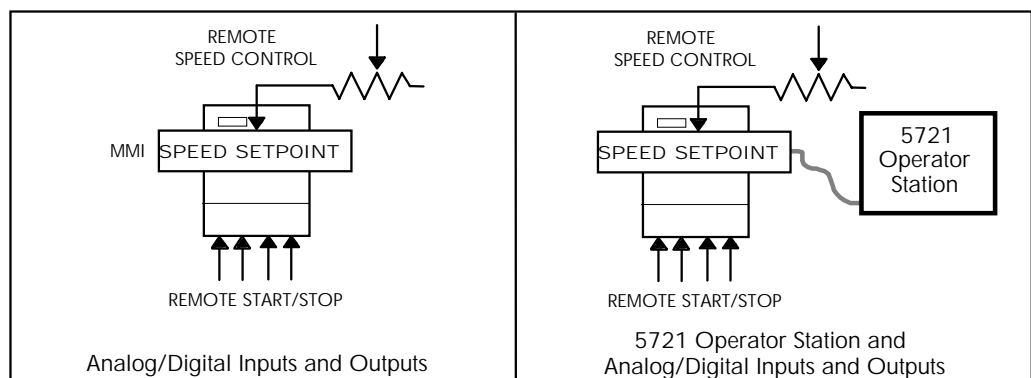 REMOTE
SPEED CONTROL
MMI
SPEED SETPOINT
REMOTE START/STOP
Analog/Digital Inputs and Outputs
REMOTE
SPEED CONTROL
SPEED SETPOINT
5721
Operator
Station
REMOTE START/STOP
5721 Operator Station and
Analog/Digital Inputs and Outputs